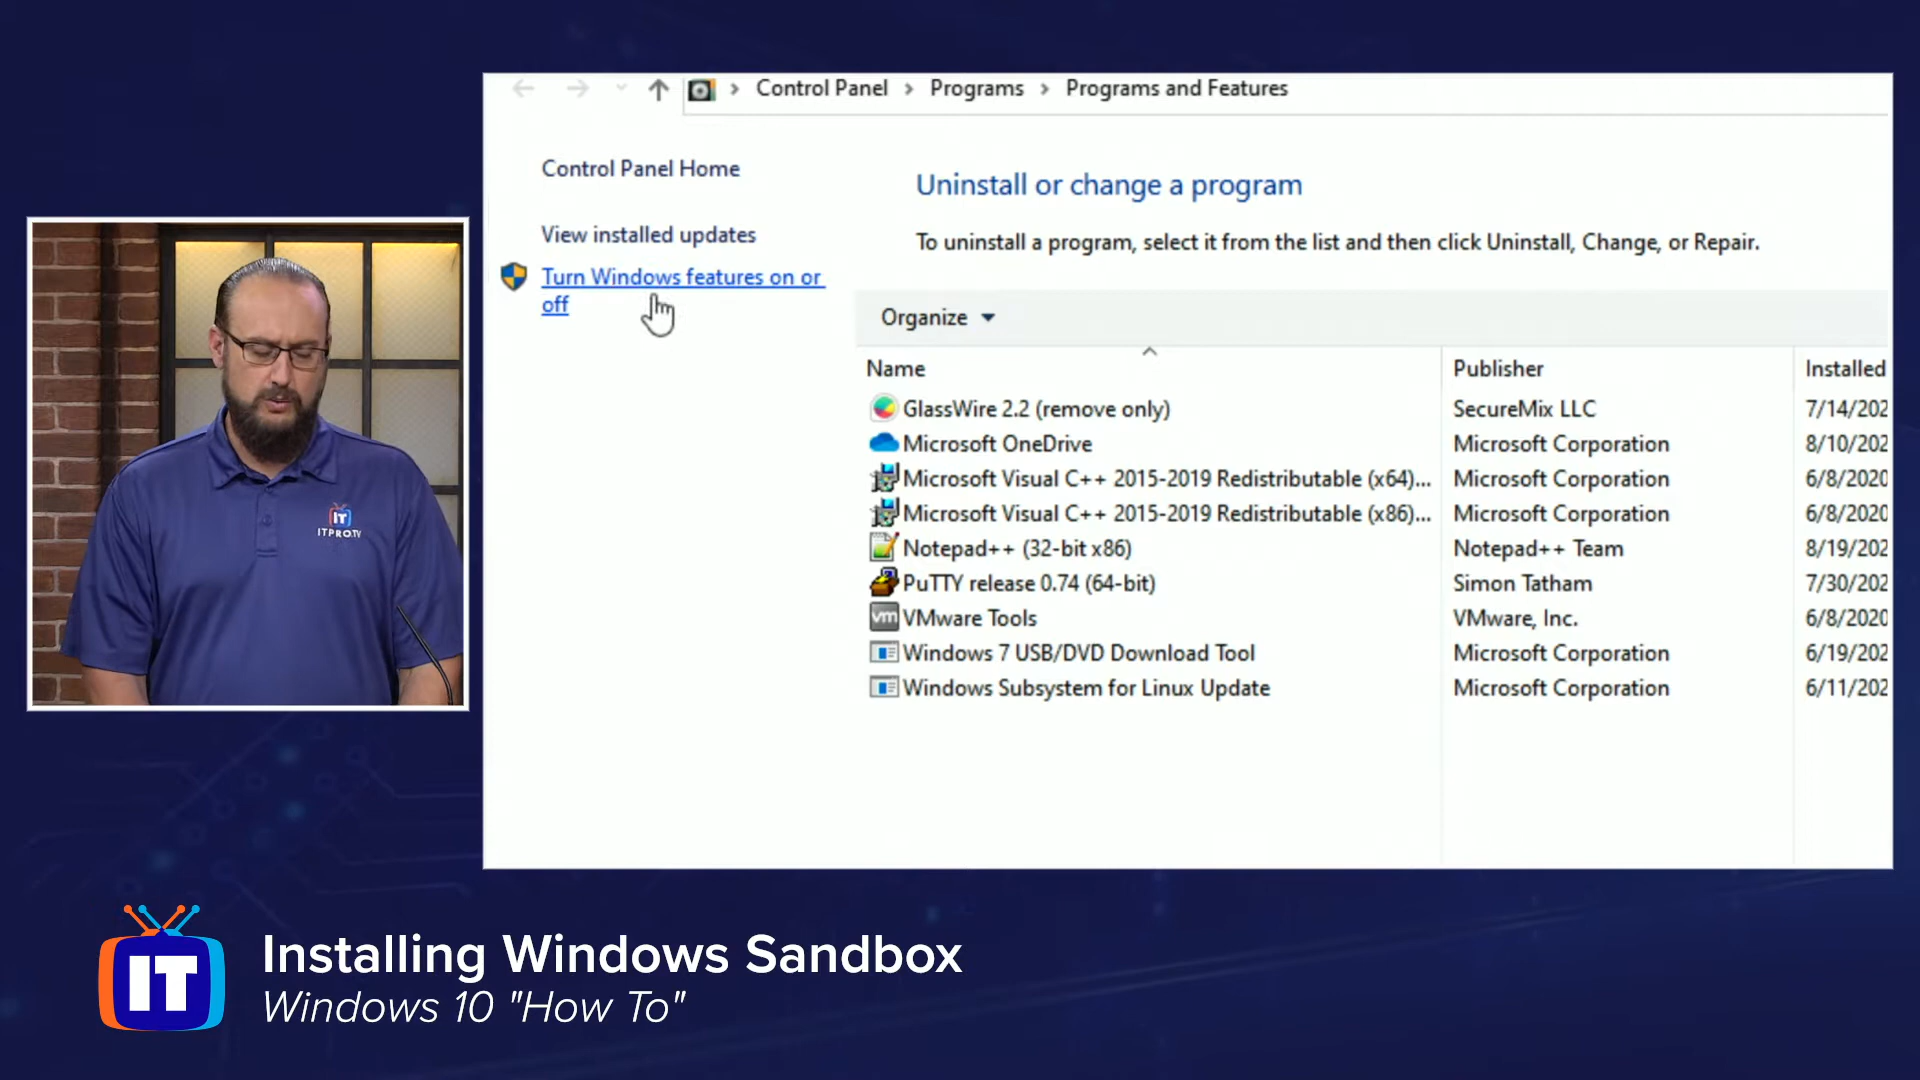 Control Panel > Programs > Programs and Features
Control Panel Home
View installed updates
Turn Windows features on or
off
Uninstall or change a program
To uninstall a program, select it from the list and then click Uninstall, Change, or Repair.
Organize
Name Publisher Installed
GlassWire 2.2 (remove only) SecureMix LLC 7/14/202
Microsoft OneDrive Microsoft Corporation 8/10/202
Microsoft Visual C++ 2015-2019 Redistributable (x64)... Microsoft Corporation 6/8/2020
Microsoft Visual C++ 2015-2019 Redistributable (x86)... Microsoft Corporation 6/8/2020
Notepad++ (32-bit x86) Notepad++ Team 8/19/202
PuTTY release 0.74 (64-bit) Simon Tatham 7/30/202
vm VMware Tools VMware, Inc. 6/8/2020
Windows 7 USB/DVD Download Tool Microsoft Corporation 6/19/202
Windows Subsystem for Linux Update Microsoft Corporation 6/11/202
IT
ITPRO.TV
IT
Installing Windows Sandbox
Windows 10 "How To"